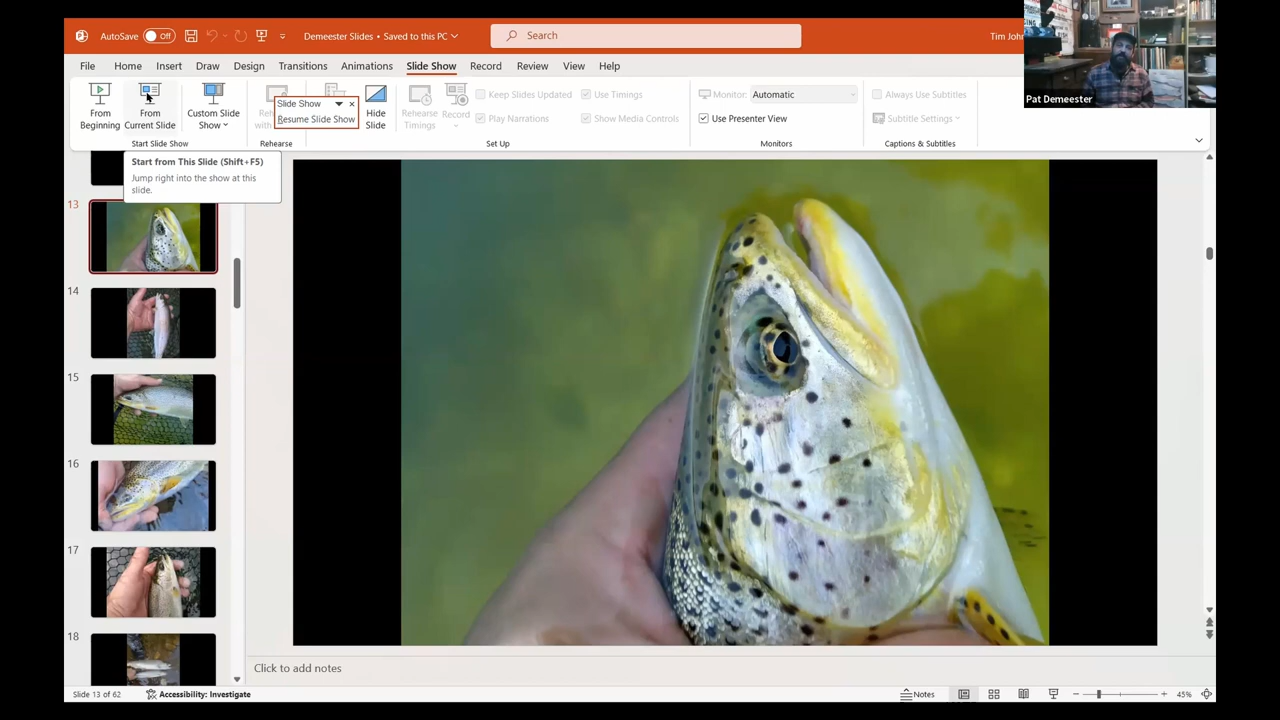 AutoSave Off Demeester Slides • Saved to this PC Search Tim Joh
File Home Insert Draw Design Transitions Animations Slide Show Record Review View Help
From Beginning
From Current Slide
Custom Slide Show
Slide Show
Resume Slide Show
Hide Slide
Rehearse Timings
Record
Keep Slides Updated
Play Narrations
Use Timings
Show Media Controls
Monitor: Automatic
Use Presenter View
Always Use Subtitles
Subtitle Settings
Start Slide Show
Rehearse
Set Up
Monitors
Captions & Subtitles
Pat Demeester
Start from This Slide (Shift+F5)
Jump right into the show at this
slide.
13
14
15
16
17
18
Click to add notes
Slide 13 of 62 Accessibility: Investigate Notes 45%